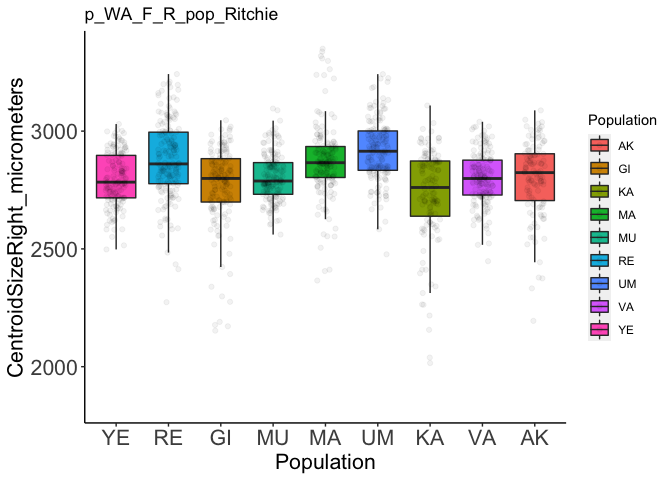 p_WA_F_R_pop_Ritchie
CentroidSizeRight_micrometers
3000
2500
2000
YE RE GI MU MA UM KA VA AK
Population
Population
AK
GI
KA
MA
MU
RE
UM
VA
YE